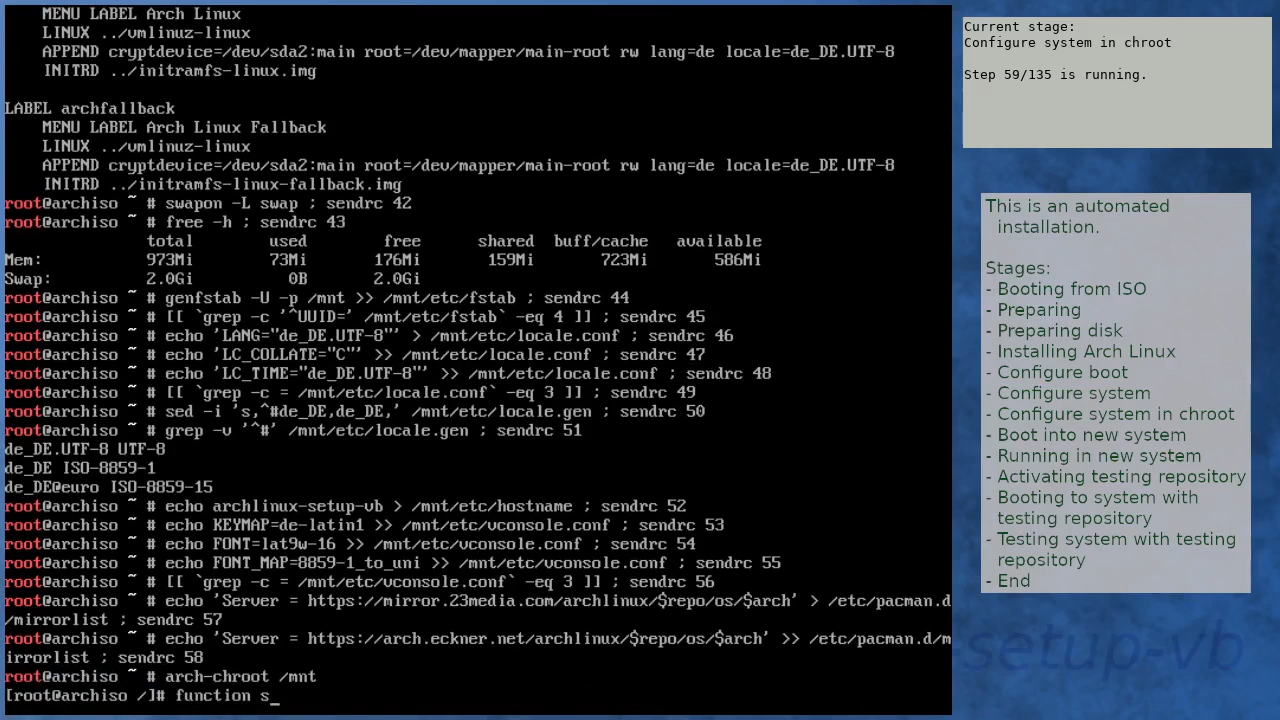 MENU LABEL Arch Linux
LINUX ../vmlinuz-linux
APPEND cryptdevice=/dev/sda2:main root=/dev/mapper/main-root rw lang=de locale=de_DE.UTF-8
INITRD ../initramfs-linux.img
LABEL archfallback
MENU LABEL Arch Linux Fallback
LINUX ../vmlinuz-linux
APPEND cryptdevice=/dev/sda2:main root=/dev/mapper/main-root rw lang=de locale=de_DE.UTF-8
INITRD ../initramfs-linux-fallback.img
root@archiso ~ # swapon -L swap ; sendrc 42
root@archiso ~ # free -h ; sendrc 43
total used free shared buff/cache available
Mem: 973Mi 73Mi 176Mi 159Mi 723Mi 586Mi
Swap: 2.0Gi 0B 2.0Gi
root@archiso ~ # genfstab -U -p /mnt >> /mnt/etc/fstab ; sendrc 44
root@archiso ~ # [[ `grep -c '^UUID=' /mnt/etc/fstab` -eq 4 ]] ; sendrc 45
root@archiso ~ # echo 'LANG="de_DE.UTF-8"' > /mnt/etc/locale.conf ; sendrc 46
root@archiso ~ # echo 'LC_COLLATE="C"' >> /mnt/etc/locale.conf ; sendrc 47
root@archiso ~ # echo 'LC_TIME="de_DE.UTF-8"' >> /mnt/etc/locale.conf ; sendrc 48
root@archiso ~ # [[ `grep -c = /mnt/etc/locale.conf` -eq 3 ]] ; sendrc 49
root@archiso ~ # sed -i 's,^#de_DE,de_DE,' /mnt/etc/locale.gen ; sendrc 50
root@archiso ~ # grep -v '^#' /mnt/etc/locale.gen ; sendrc 51
de_DE.UTF-8 UTF-8
de_DE ISO-8859-1
de_DE@euro ISO-8859-15
root@archiso ~ # echo archlinux-setup-vb > /mnt/etc/hostname ; sendrc 52
root@archiso ~ # echo KEYMAP=de-latin1 >> /mnt/etc/vconsole.conf ; sendrc 53
root@archiso ~ # echo FONT=lat9w-16 >> /mnt/etc/vconsole.conf ; sendrc 54
root@archiso ~ # echo FONT_MAP=8859-1_to_uni >> /mnt/etc/vconsole.conf ; sendrc 55
root@archiso ~ # [[ `grep -c = /mnt/etc/vconsole.conf` -eq 3 ]] ; sendrc 56
root@archiso ~ # echo 'Server = https://mirror.23media.com/archlinux/$repo/os/$arch' > /etc/pacman.d
/mirrorlist ; sendrc 57
root@archiso ~ # echo 'Server = https://arch.eckner.net/archlinux/$repo/os/$arch' >> /etc/pacman.d/m
irrorlist ; sendrc 58
root@archiso ~ # arch-chroot /mnt
[root@archiso /]# function s_
Current stage:
Configure system in chroot
Step 59/135 is running.
This is an automated
installation.
Stages:
- Booting from ISO
- Preparing
- Preparing disk
- Installing Arch Linux
- Configure boot
- Configure system
- Configure system in chroot
- Boot into new system
- Running in new system
- Activating testing repository
- Booting to system with
testing repository
- Testing system with testing
repository
- End
-setup-vb